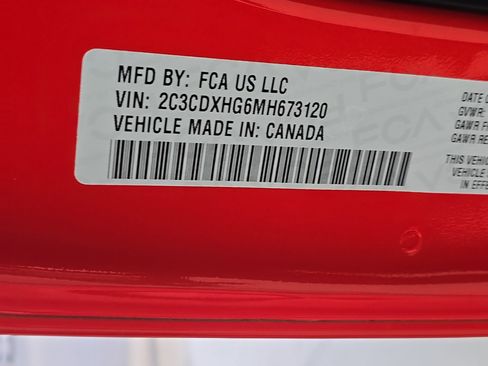 MFD BY: FCA US LLC
VIN: 2C3CDXHG6MH673120
VEHICLE MADE IN: CANADA
DATE O
GVWR:
GAWR F
GAWR RE
THIS VEHIC
VEHICLE
IN EFFE